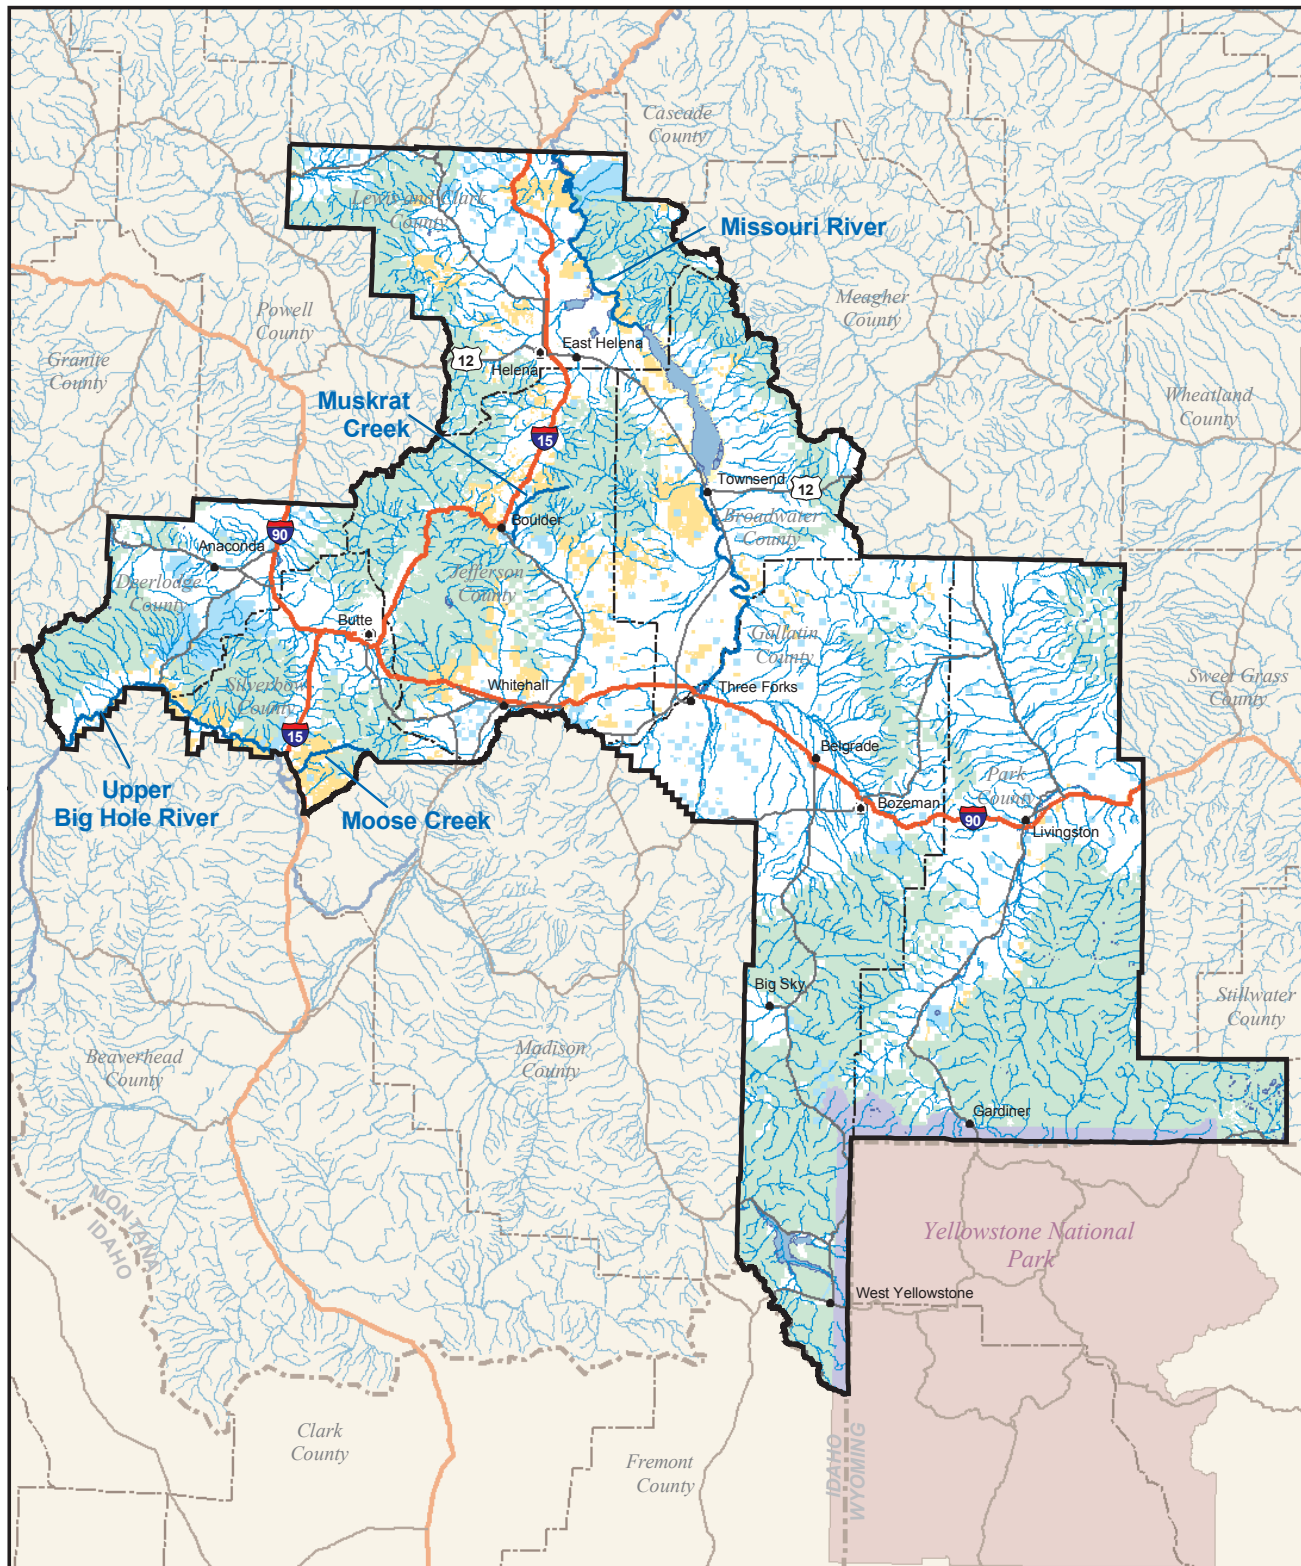 Cascade
County
Lewis and Clark
County
Missouri River
Powell
County
Meagher
County
Granite
County
12
East Helena
Helena
Wheatland
County
Muskrat
Creek
15
Townsend
12
Broadwater
County
Boulder
90
Anaconda
Deerlodge
County
Jefferson
County
Butte
Gallatin
County
Silverbow
County
Whitehall
Three Forks
Sweet Grass
County
15
Belgrade
Upper
Big Hole River
Moose Creek
Park
County
Bozeman
90
Livingston
Big Sky
Stillwater
County
Beaverhead
County
Madison
County
Gardiner
MONTANA
IDAHO
Yellowstone National
Park
West Yellowstone
Clark
County
Fremont
County
IDAHO
WYOMING